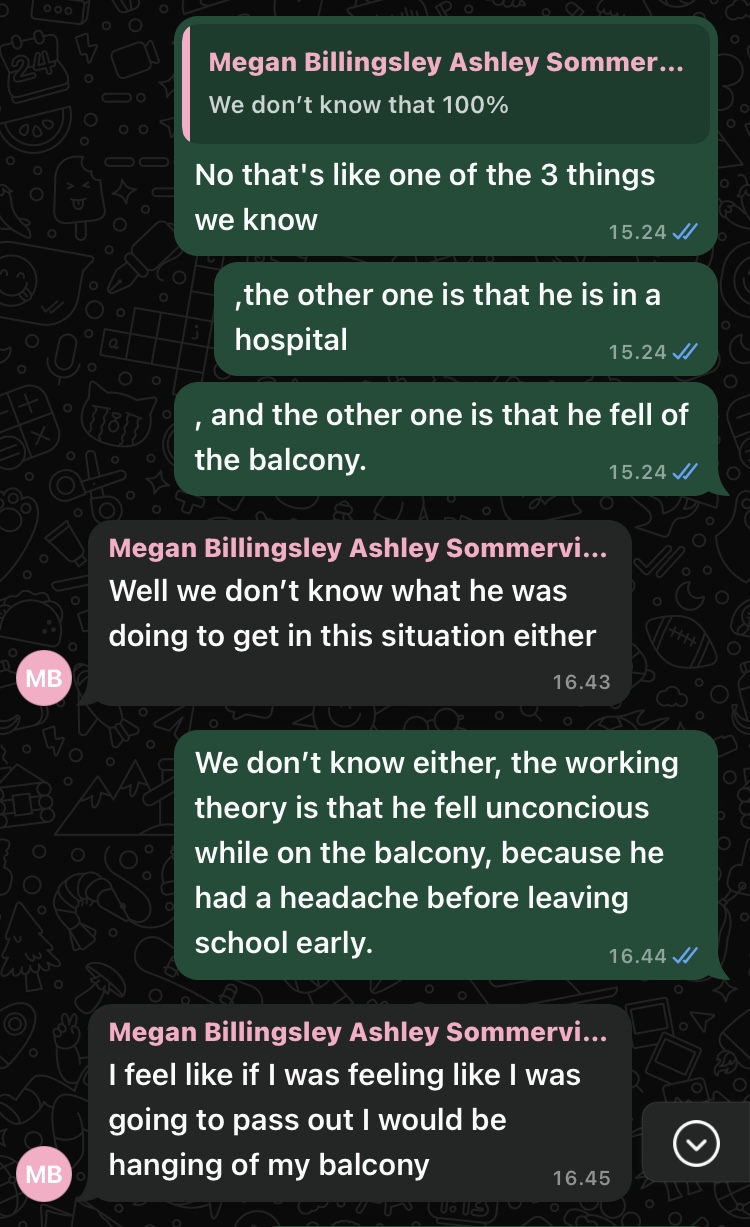 Megan Billingsley Ashley Sommer...
We don’t know that 100%
No that's like one of the 3 things
we know
15.24
,the other one is that he is in a
hospital
15.24
, and the other one is that he fell of
the balcony.
15.24
Megan Billingsley Ashley Sommervi...
Well we don’t know what he was
doing to get in this situation either
16.43
MB
We don’t know either, the working
theory is that he fell unconcious
while on the balcony, because he
had a headache before leaving
school early.
16.44
Megan Billingsley Ashley Sommervi...
I feel like if I was feeling like I was
going to pass out I would be
hanging of my balcony
16.45
MB